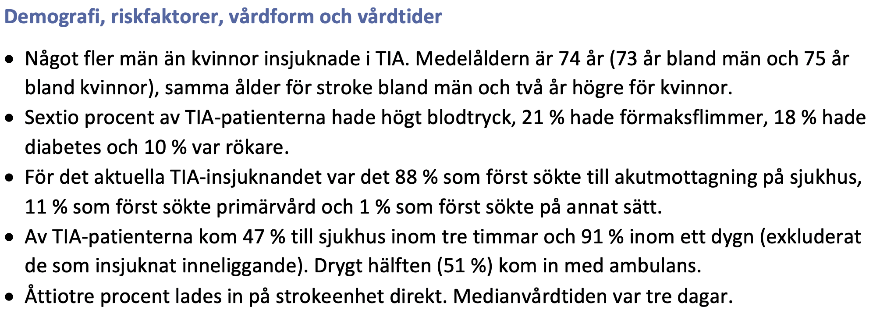 Demografi, riskfaktorer, vårdform och vårdtider
• Något fler män än kvinnor insjuknade i TIA. Medelåldern är 74 år (73 år bland män och 75 år
bland kvinnor), samma ålder för stroke bland män och två år högre för kvinnor.
• Sextio procent av TIA-patienterna hade högt blodtryck, 21 % hade förmaksflimmer, 18 % hade
diabetes och 10 % var rökare.
• För det aktuella TIA-insjuknandet var det 88 % som först sökte till akutmottagning på sjukhus,
11 % som först sökte primärvård och 1 % som först sökte på annat sätt.
• Av TIA-patienterna kom 47 % till sjukhus inom tre timmar och 91 % inom ett dygn (exkluderat
de som insjuknat inneliggande). Drygt hälften (51 %) kom in med ambulans.
• Åttiotre procent lades in på strokeenhet direkt. Medianvårdtiden var tre dagar.